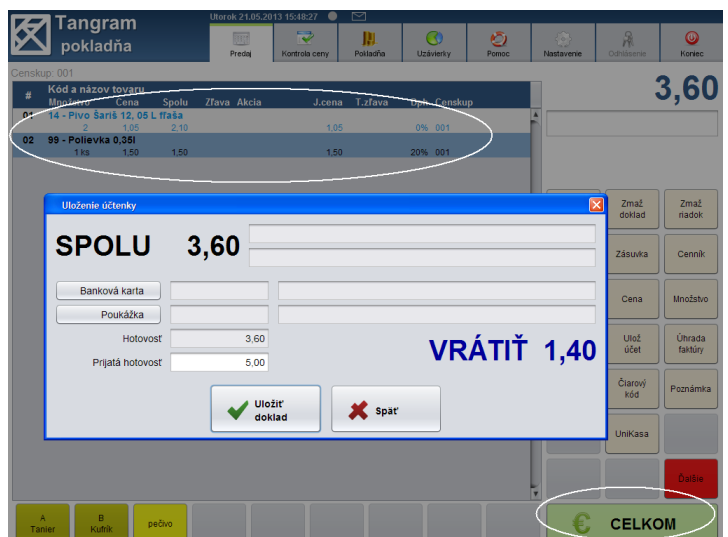 Tangram
pokladňa
Utorok 21.05.2013 15:48:27
Predaj
Kontrola ceny
Pokladňa
Uzávierky
Pomoc
Nastavenie
Odhlásenie
Koniec
Censkup: 001
3,60
# Kód a názov tovaru
Množstvo Cena Spolu Zľava Akcia J.cena T.zľava Dph Censkup
01 14 - Pivo Šariš 12, 05 L fľaša
2 1,05 2,10 1,05 0% 001
02 99 - Polievka 0,35l
1 ks 1,50 1,50 1,50 20% 001
Uloženie účtenky
SPOLU 3,60
Banková karta
Poukážka
Hotovosť 3,60
Prijatá hotovosť 5,00
VRÁTIŤ 1,40
Uložiť
doklad
Späť
Zmaž
doklad
Zmaž
riadok
Zásuvka
Cenník
Cena
Množstvo
Ulož
účet
Úhrada
faktúry
Čiarový
kód
Poznámka
UniKasa
Ďalšie
A
Tanier
B
Kufrík
pečivo
€ CELKOM